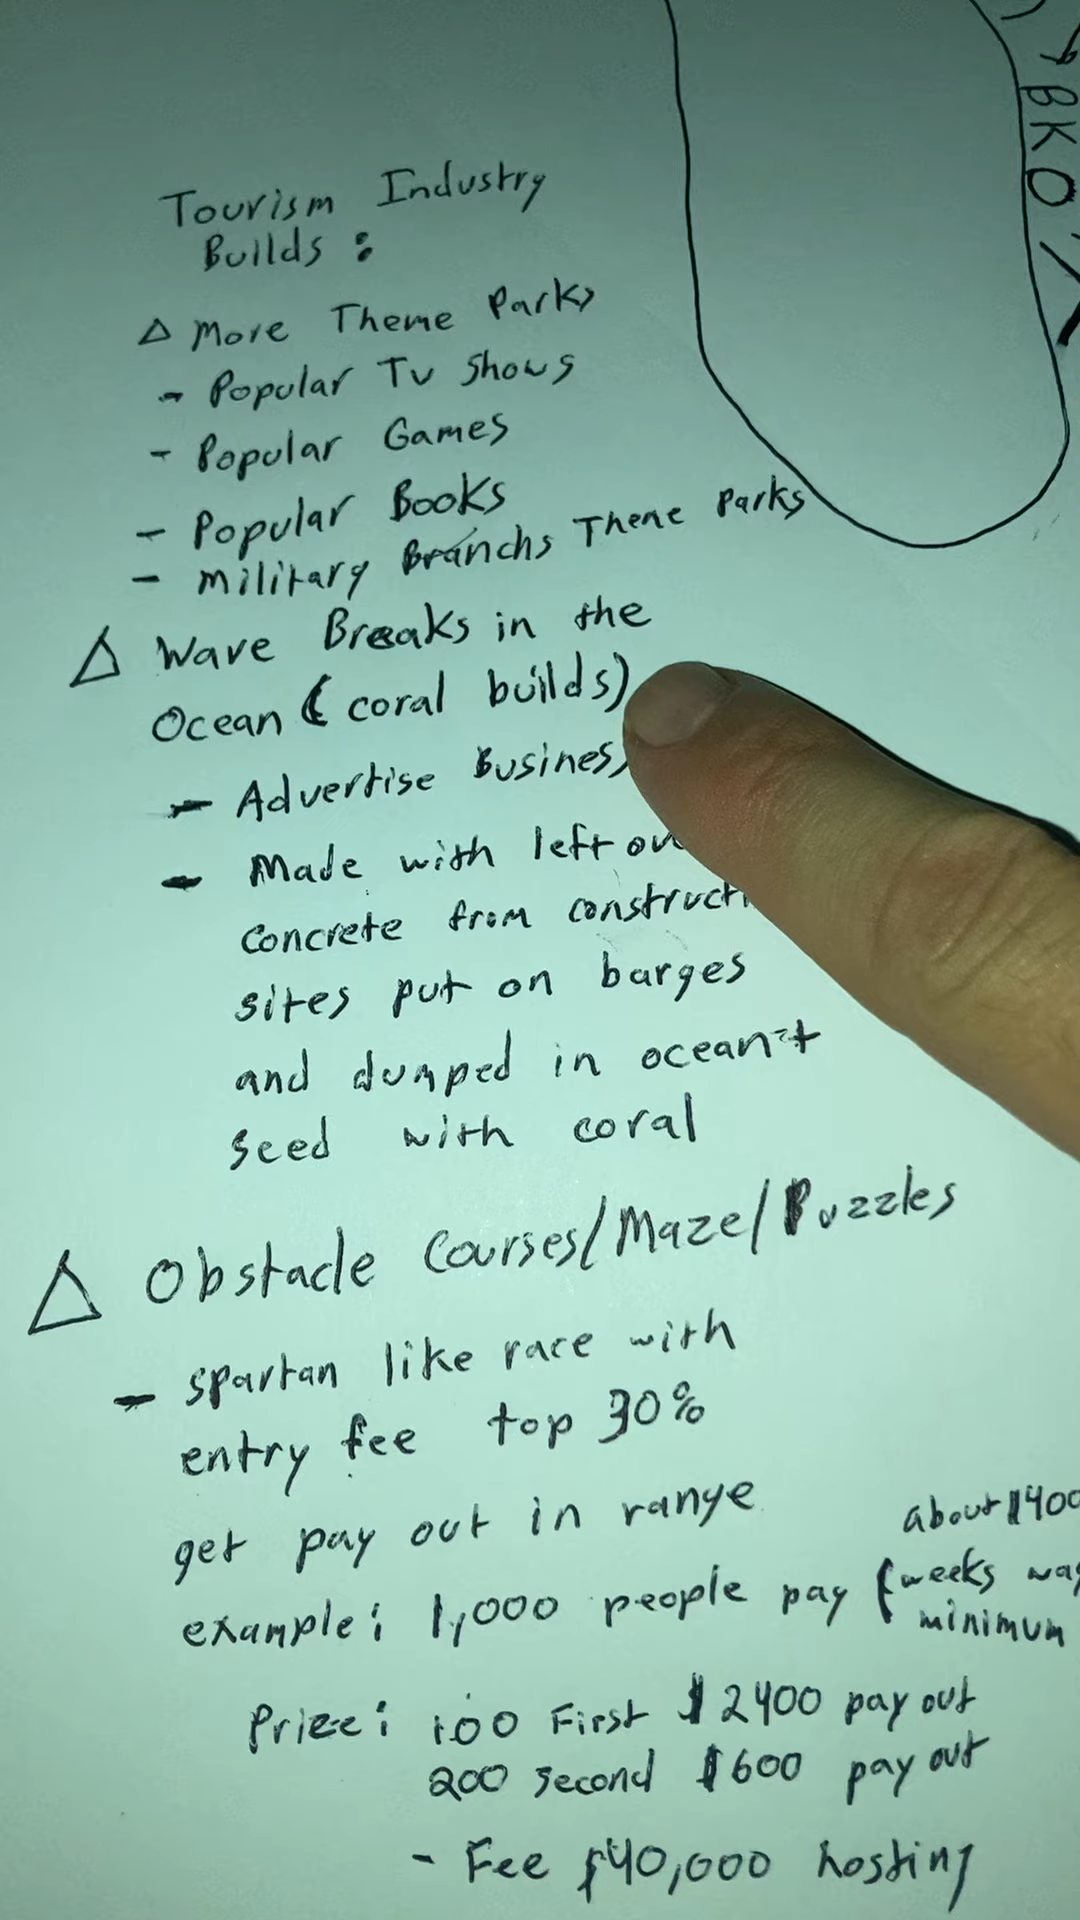 BKO
Tourism Industry
Builds:
More Theme Parks
- Popular Tv Shows
- Popular Games
- Popular Books
- Military Branchs Theme Parks
Wave Breaks in the
Ocean (coral builds)
- Advertise Business
- Made with left
concrete from
sites put on barges
and dumped in ocean +
seed with coral
Obstacle Courses/Maze/Puzzles
- Spartan like race with
entry fee top 30%
get pay out in range
example: 1,000 people pay (
about $400
weeks
minimum
Prize: 100 First $2400 pay out
200 second $600 pay out
- Fee $40,000 hosting